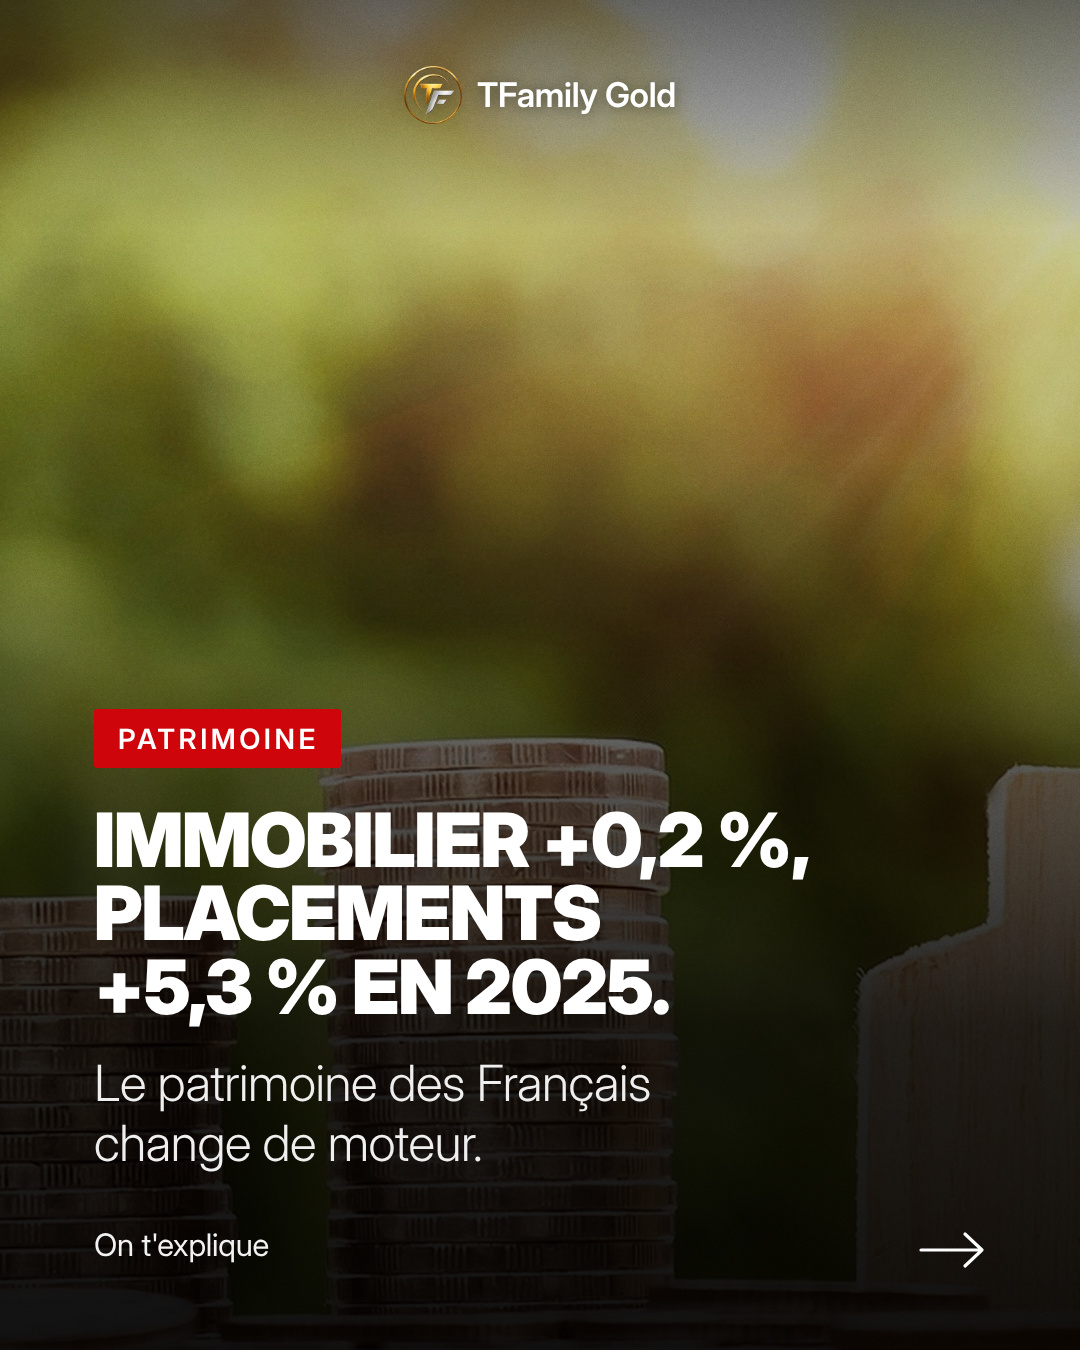 TFamily Gold
PATRIMOINE
IMMOBILIER +0,2 %,
PLACEMENTS
+5,3 % EN 2025.
Le patrimoine des Français
change de moteur.
On t'explique